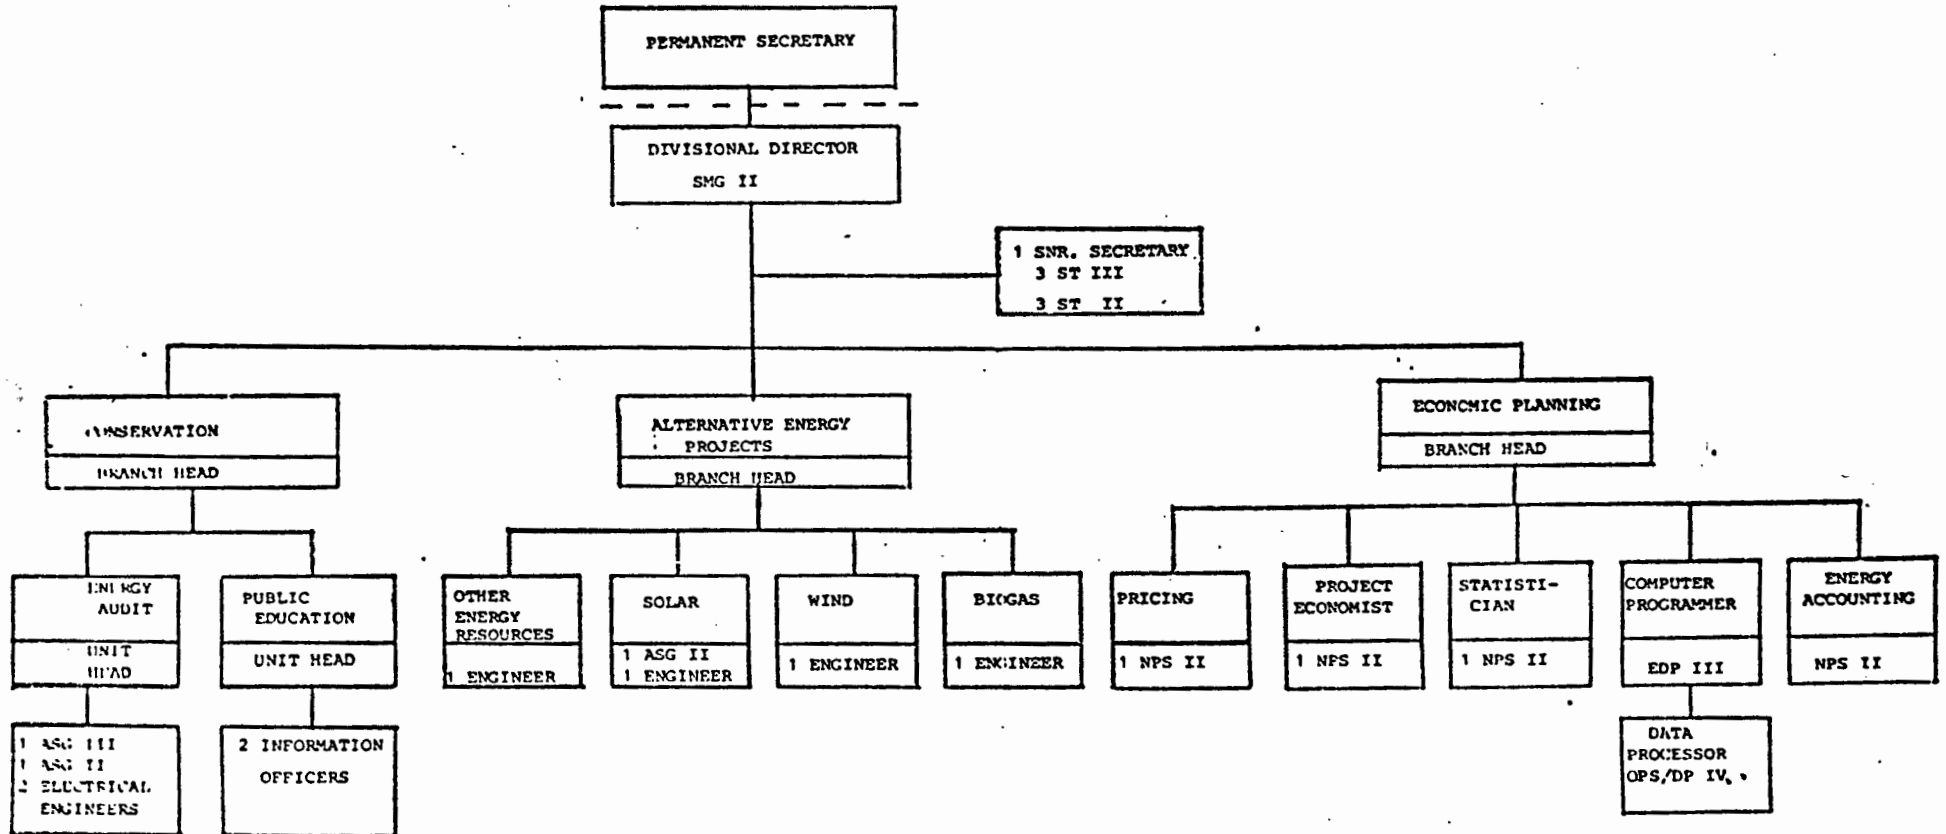 PERMANENT SECRETARY
DIVISIONAL DIRECTOR
SMG II
1 SNR. SECRETARY
3 ST III
3 ST II
CONSERVATION
BRANCH HEAD
ALTERNATIVE ENERGY
PROJECTS
BRANCH HEAD
ECONOMIC PLANNING
BRANCH HEAD
ENERGY
AUDIT
UNIT
HEAD
1 ASG III
1 ASG II
2 ELECTRICAL
ENGINEERS
PUBLIC
EDUCATION
UNIT HEAD
2 INFORMATION
OFFICERS
OTHER
ENERGY
RESOURCES
1 ENGINEER
SOLAR
1 ASG II
1 ENGINEER
WIND
1 ENGINEER
BIOGAS
1 ENGINEER
PRICING
1 NPS II
PROJECT
ECONOMIST
1 NPS II
STATISTI-
CIAN
1 NPS II
COMPUTER
PROGRAMMER
EDP III
DATA
PROCESSOR
OPS/DP IV
ENERGY
ACCOUNTING
NPS II